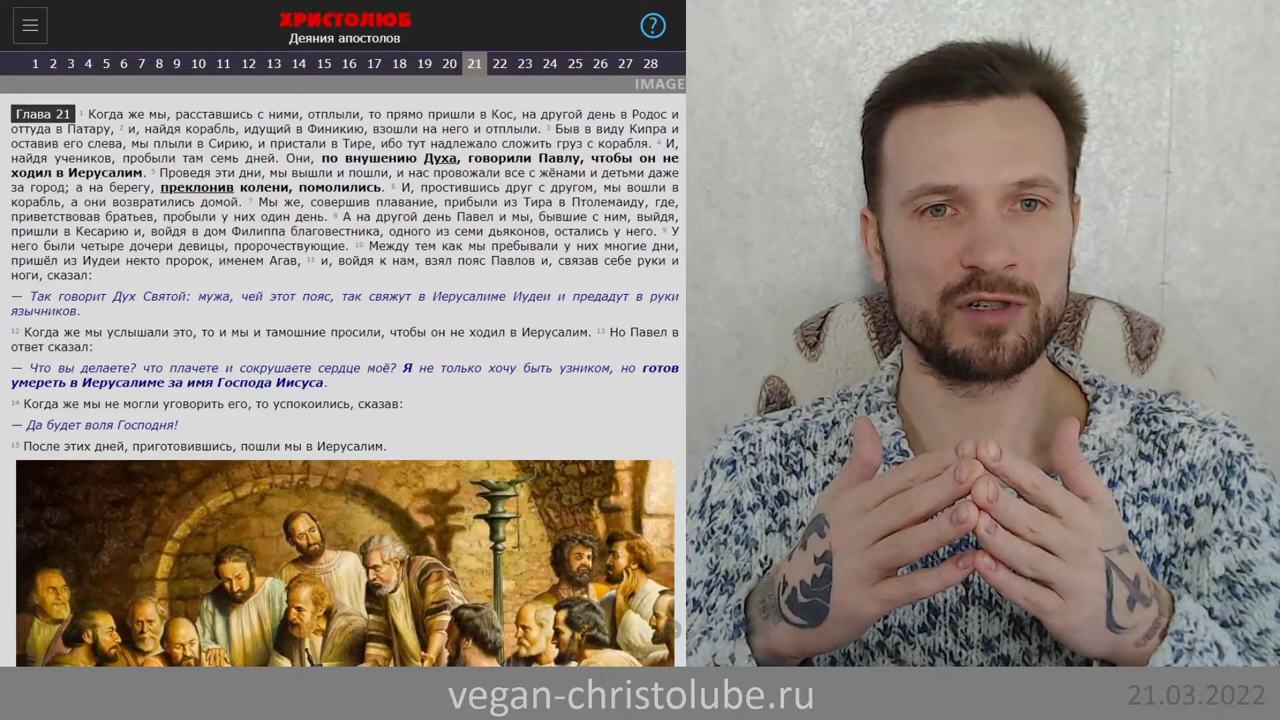 ХРИСТОЛЮБ
Деяния апостолов
?
1 2 3 4 5 6 7 8 9 10 11 12 13 14 15 16 17 18 19 20 21 22 23 24 25 26 27 28
IMAGE
Глава 21 1 Когда же мы, расставшись с ними, отплыли, то прямо пришли в Кос, на другой день в Родос и
оттуда в Патару, 2 и, найдя корабль, идущий в Финикию, взошли на него и отплыли. 3 Быв в виду Кипра и
оставив его слева, мы плыли в Сирию, и пристали в Тире, ибо тут надлежало сложить груз с корабля. 4 И,
найдя учеников, пробыли там семь дней. Они, по внушению Духа, говорили Павлу, чтобы он не
ходил в Иерусалим. 5 Проведя эти дни, мы вышли и пошли, и нас провожали все с жёнами и детьми даже
за город; а на берегу, преклонив колени, помолились. 6 И, простившись друг с другом, мы вошли в
корабль, а они возвратились домой. 7 Мы же, совершив плавание, прибыли из Тира в Птолемаиду, где,
приветствовав братьев, пробыли у них один день. 8 А на другой день Павел и мы, бывшие с ним, выйдя,
пришли в Кесарию и, войдя в дом Филиппа благовестника, одного из семи дьяконов, остались у него. 9 У
него были четыре дочери девицы, пророчествующие. 10 Между тем как мы пребывали у них многие дни,
пришёл из Иудеи некто пророк, именем Агав, 11 и, войдя к нам, взял пояс Павлов и, связав себе руки и
ноги, сказал:
— Так говорит Дух Святой: мужа, чей этот пояс, так свяжут в Иерусалиме Иудеи и предадут в руки
язычников.
12 Когда же мы услышали это, то и мы и тамошние просили, чтобы он не ходил в Иерусалим. 13 Но Павел в
ответ сказал:
— Что вы делаете? что плачете и сокрушаете сердце моё? Я не только хочу быть узником, но готов
умереть в Иерусалиме за имя Господа Иисуса.
14 Когда же мы не могли уговорить его, то успокоились, сказав:
— Да будет воля Господня!
15 После этих дней, приготовившись, пошли мы в Иерусалим.
vegan-christolube.ru
21.03.2022